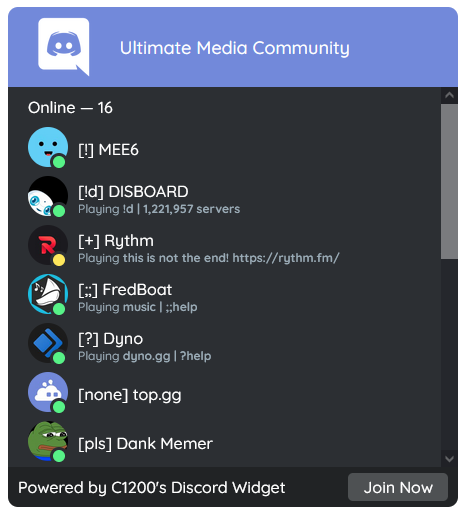 Ultimate Media Community
Online — 16
[!] MEE6
[!d] DISBOARD
Playing !d | 1,221,957 servers
[+] Rythm
Playing this is not the end! https://rythm.fm/
[;;] FredBoat
Playing music | ;;help
[?] Dyno
Playing dyno.gg | ?help
[none] top.gg
[pls] Dank Memer
Powered by C1200's Discord Widget
Join Now